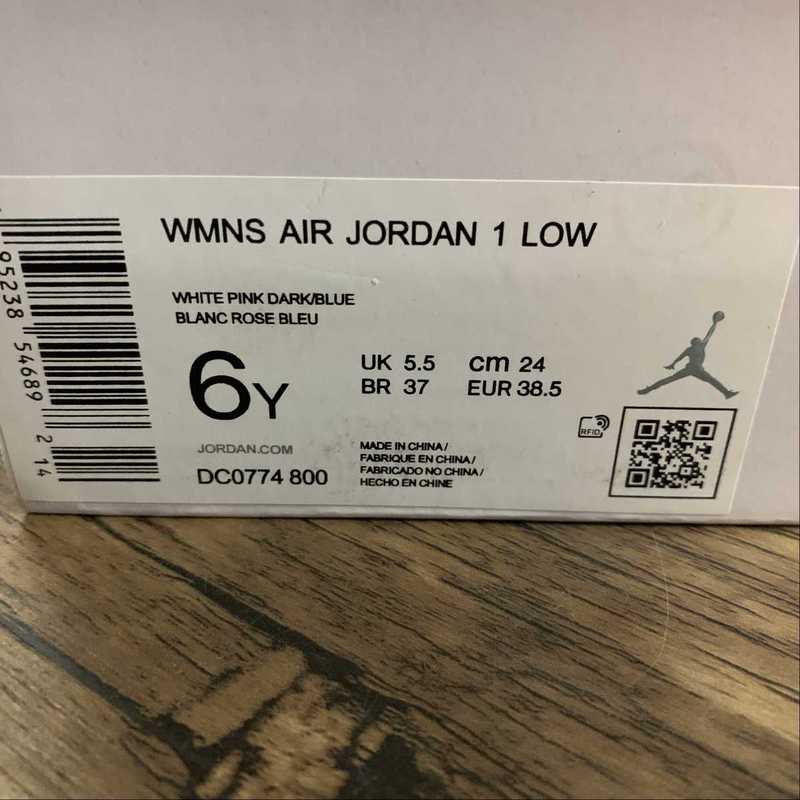 WMNS AIR JORDAN 1 LOW
WHITE PINK DARK/BLUE
BLANC ROSE BLEU
6Y
UK 5.5 cm 24
BR 37 EUR 38.5
JORDAN.COM
DC0774 800
MADE IN CHINA/
FABRIQUE EN CHINA/
FABRICADO NO CHINA/
HECHO EN CHINE
RFID
95238 54689 2 14